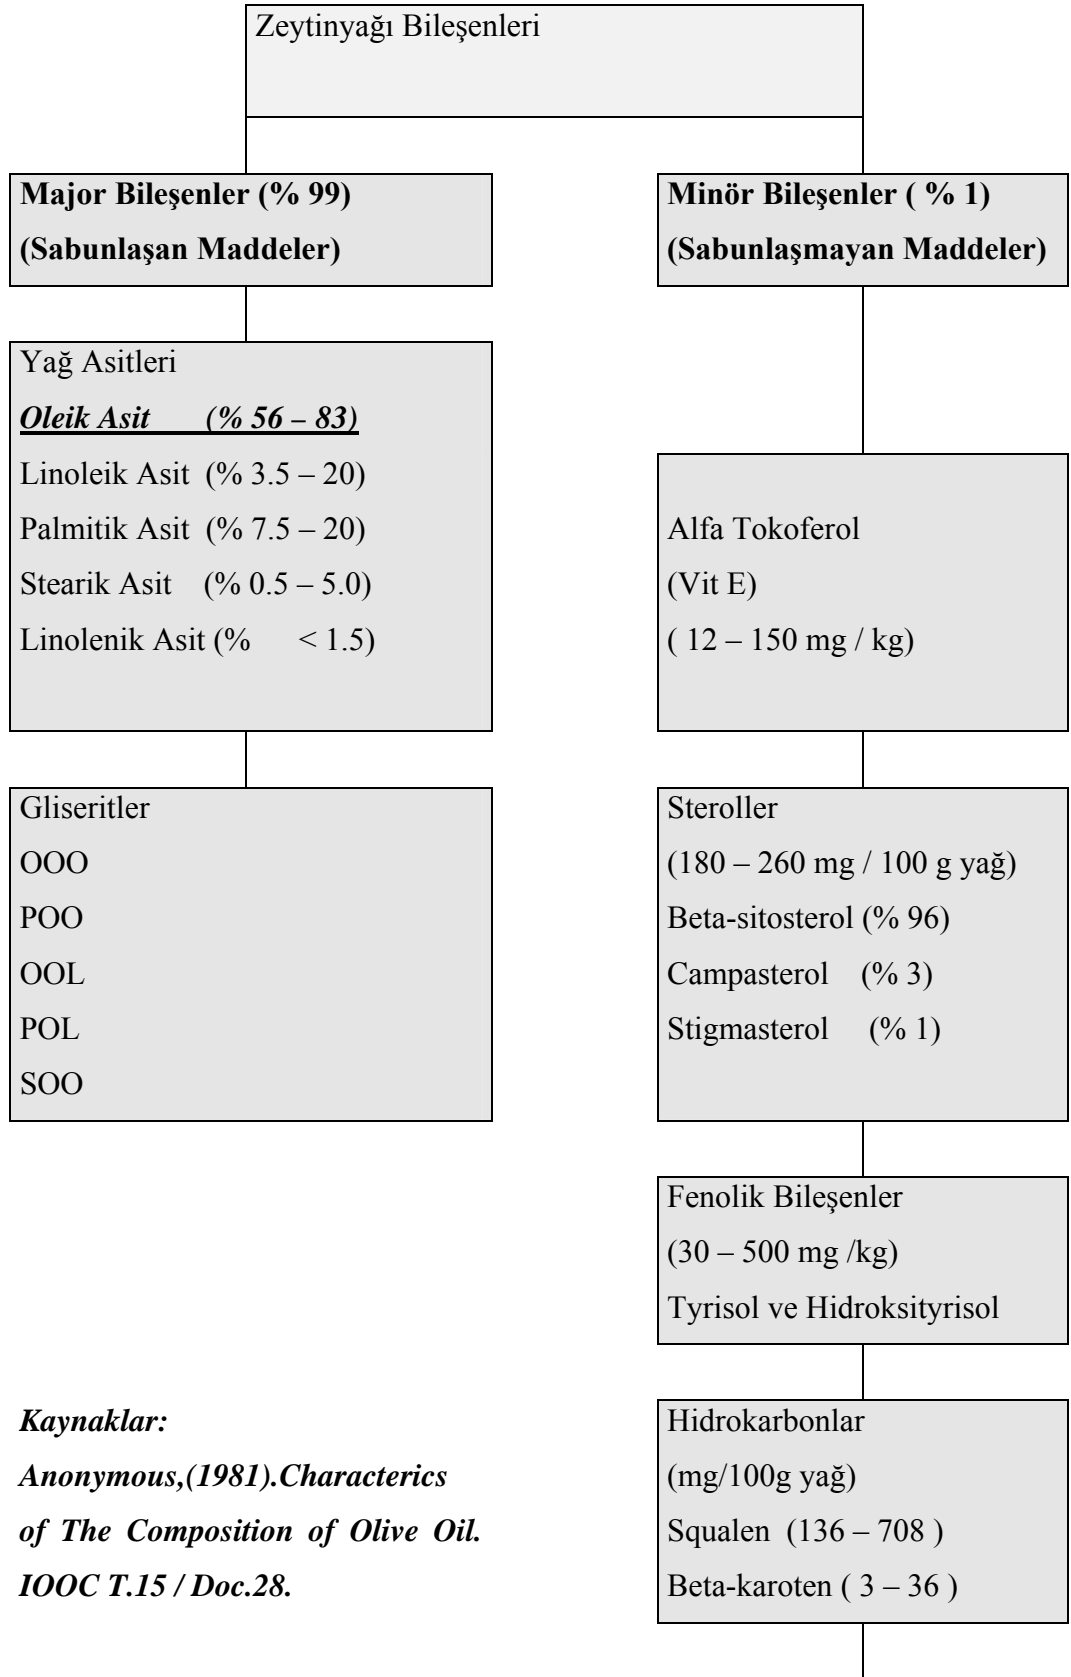 Zeytinyağı Bileşenleri
Major Bileşenler (% 99)
(Sabunlaşan Maddeler)
Yağ Asitleri
Oleik Asit (% 56 – 83)
Linoleik Asit (% 3.5 – 20)
Palmitik Asit (% 7.5 – 20)
Stearik Asit (% 0.5 – 5.0)
Linolenik Asit (% < 1.5)
Gliseritler
OOO
POO
OOL
POL
SOO
Minör Bileşenler ( % 1)
(Sabunlaşmayan Maddeler)
Alfa Tokoferol
(Vit E)
( 12 – 150 mg / kg)
Steroller
(180 – 260 mg / 100 g yağ)
Beta-sitosterol (% 96)
Campasterol (% 3)
Stigmasterol (% 1)
Fenolik Bileşenler
(30 – 500 mg /kg)
Tyrisol ve Hidroksityrisol
Hidrokarbonlar
(mg/100g yağ)
Squalen (136 – 708 )
Beta-karoten ( 3 – 36 )
Kaynaklar:
Anonymous,(1981).Characterics
of The Composition of Olive Oil.
IOOC T.15 / Doc.28.